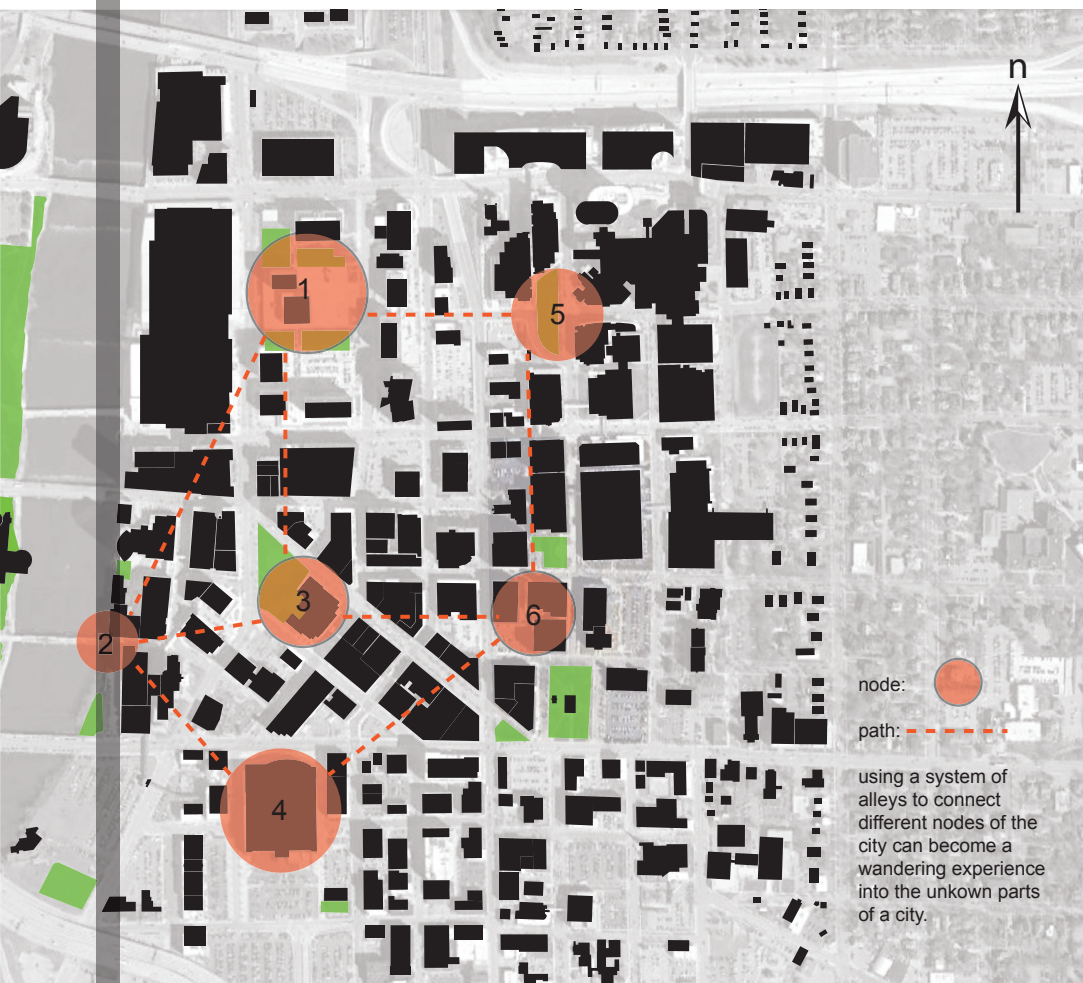 n
1
5
3
6
2
4
node:
path:
using a system of
alleys to connect
different nodes of the
city can become a
wandering experience
into the unkown parts
of a city.